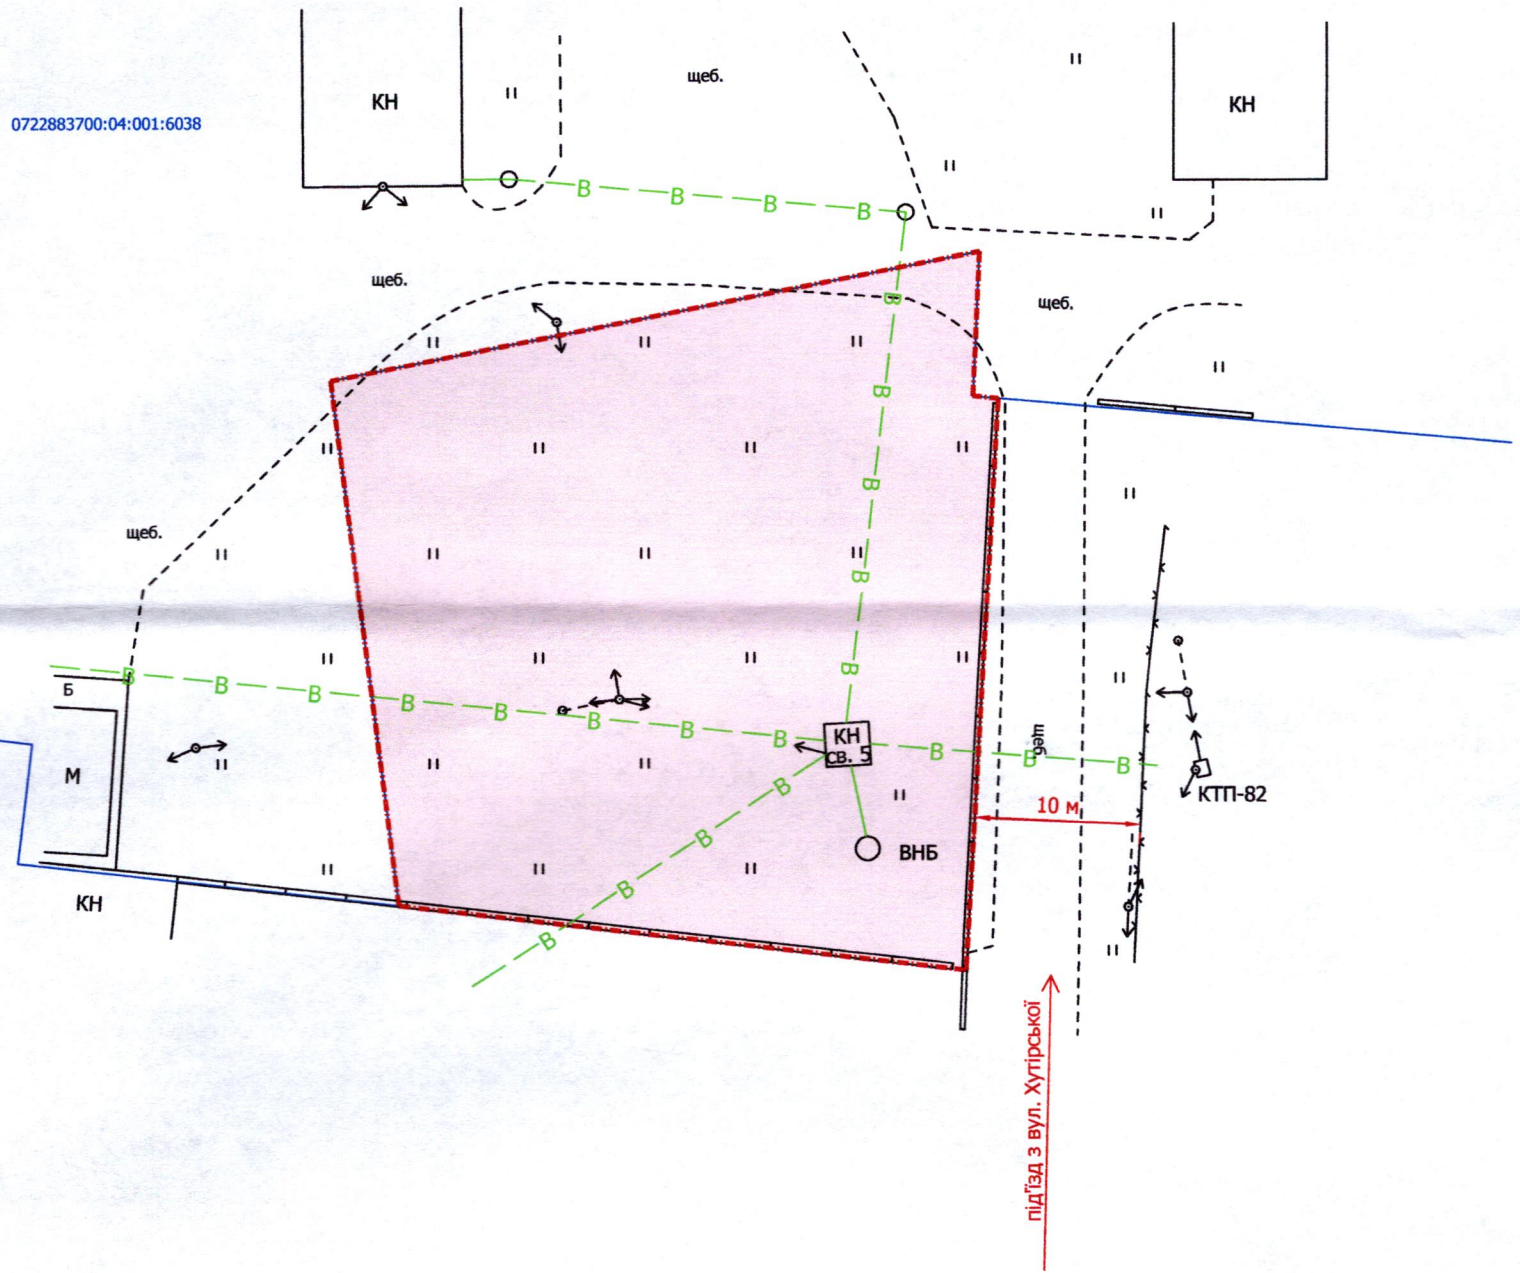 КН
щеб.
КН
0722883700:04:001:6038
В В В В
щеб.
щеб.
В
В
В
щеб.
В
В
В
Б
В В В В В В В В
КН
СВ. 5
В щеб. В В
М
В
КТП-82
10 м
В
ВНБ
В
КН
В
під'їзд з вул. Хутірської